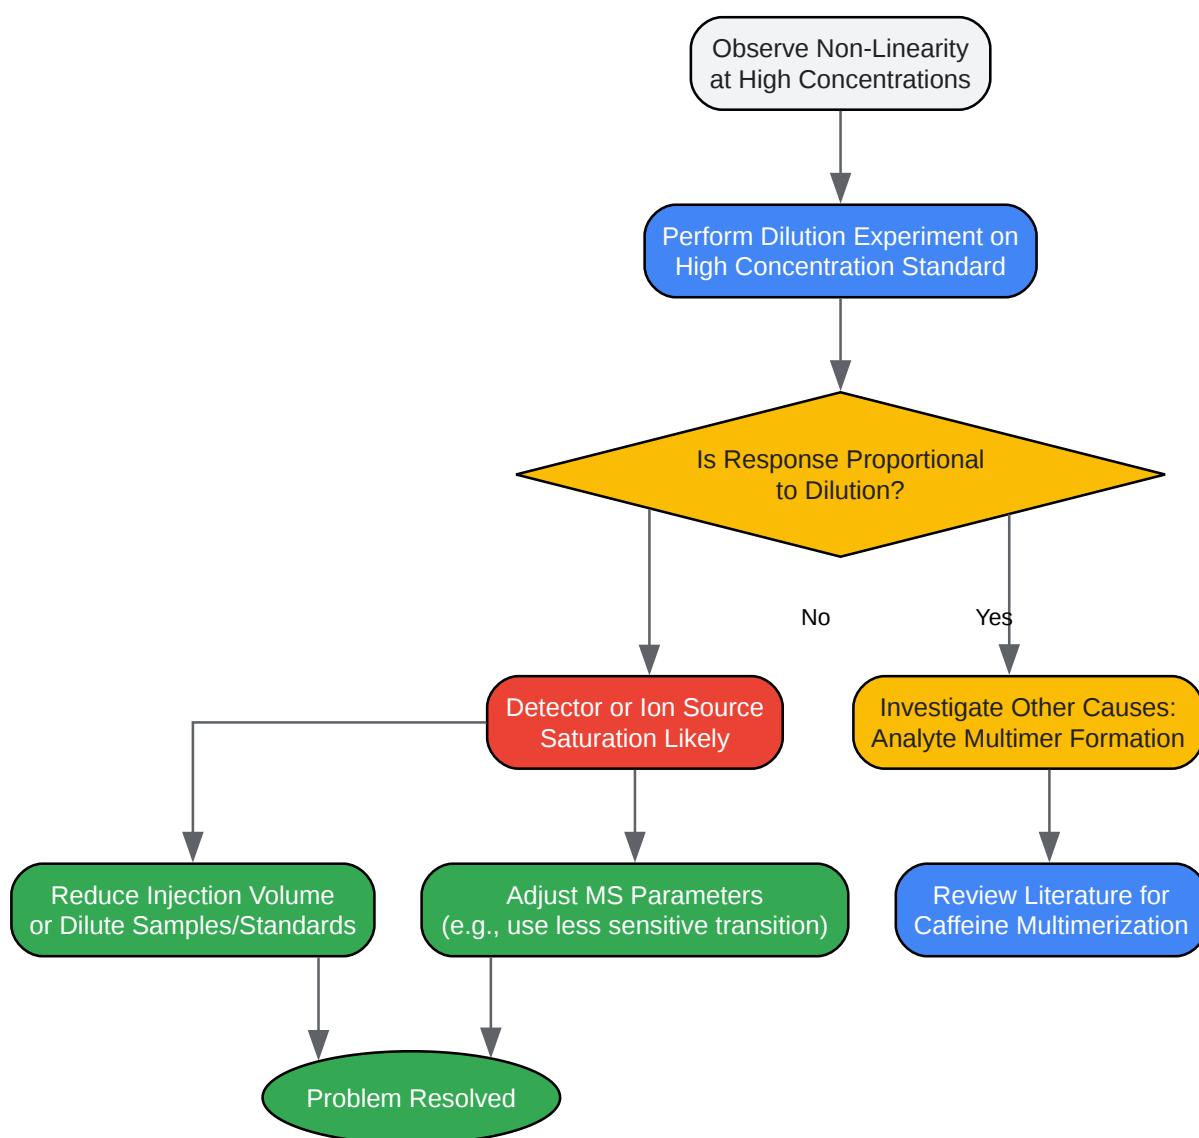 Observe Non-Linearity
at High Concentrations
Perform Dilution Experiment on
High Concentration Standard
Is Response Proportional
to Dilution?
No
Yes
Detector or Ion Source
Saturation Likely
Investigate Other Causes:
Analyte Multimer Formation
Reduce Injection Volume
or Dilute Samples/Standards
Adjust MS Parameters
(e.g., use less sensitive transition)
Review Literature for
Caffeine Multimerization
Problem Resolved